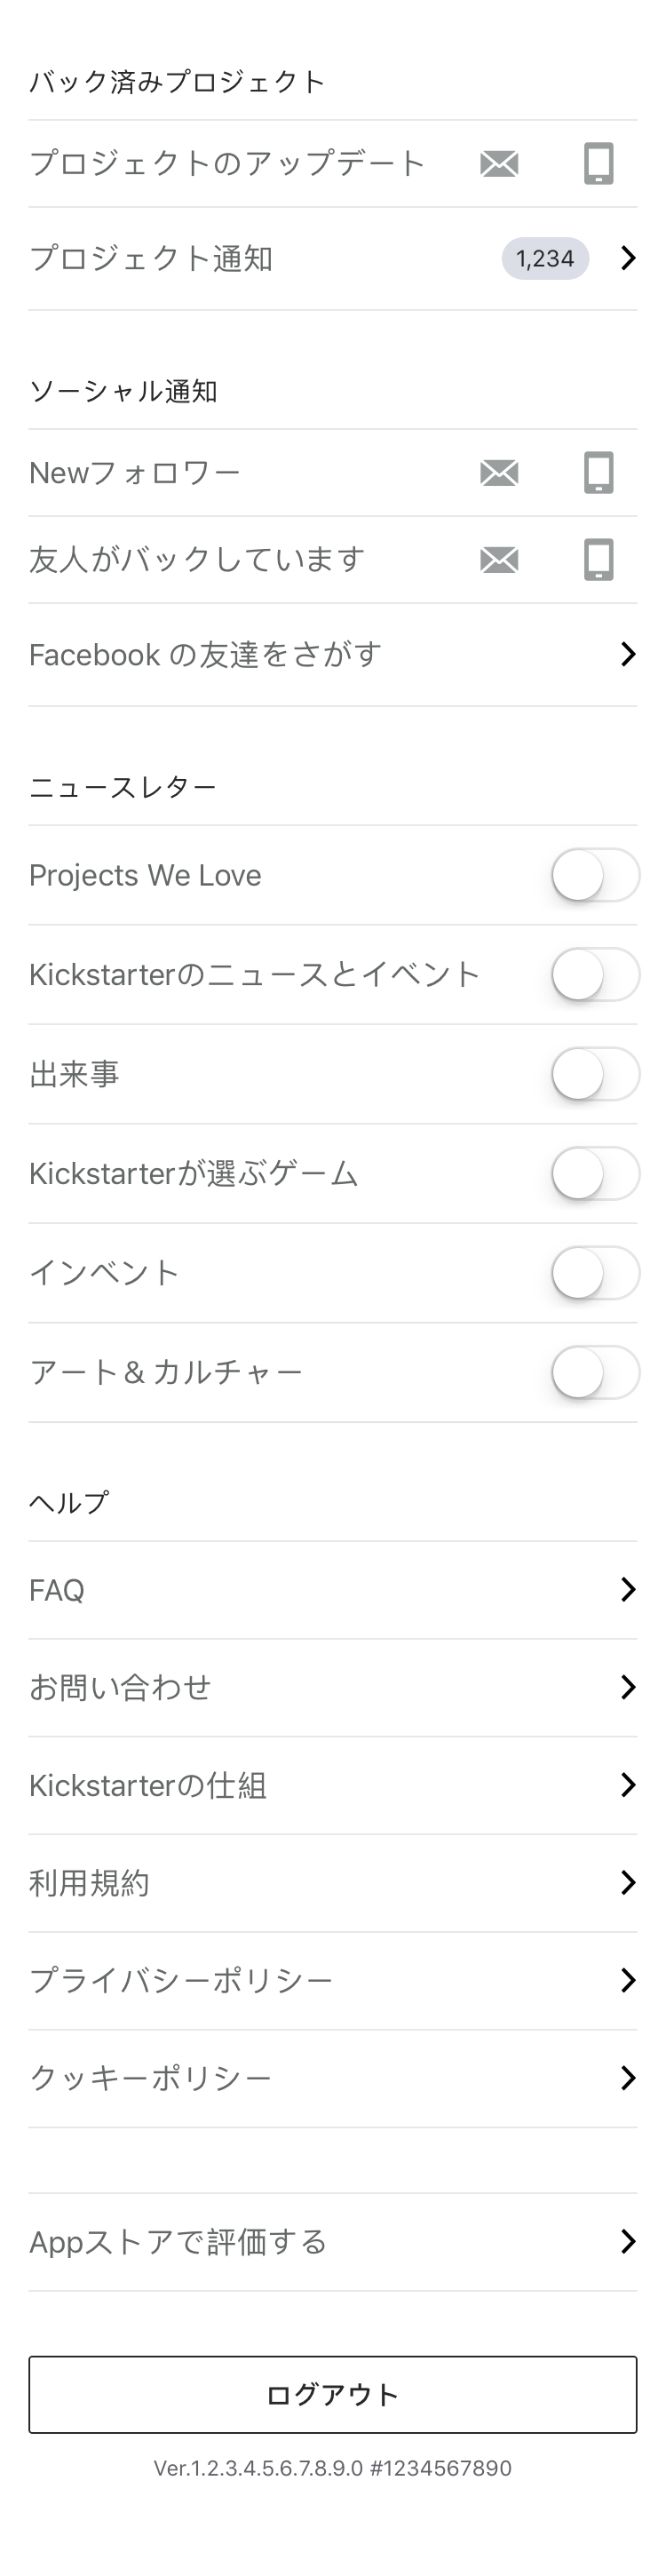 バック済みプロジェクト
プロジェクトのアップデート
プロジェクト通知
1,234
ソーシャル通知
Newフォロワー
友人がバックしています
Facebook の友達をさがす
ニュースレター
Projects We Love
Kickstarterのニュースとイベント
出来事
Kickstarterが選ぶゲーム
インベント
アート& カルチャー
ヘルプ
FAQ
お問い合わせ
Kickstarterの仕組
利用規約
プライバシーポリシー
クッキーポリシー
Appストアで評価する
ログアウト
Ver.1.2.3.4.5.6.7.8.9.0 #1234567890